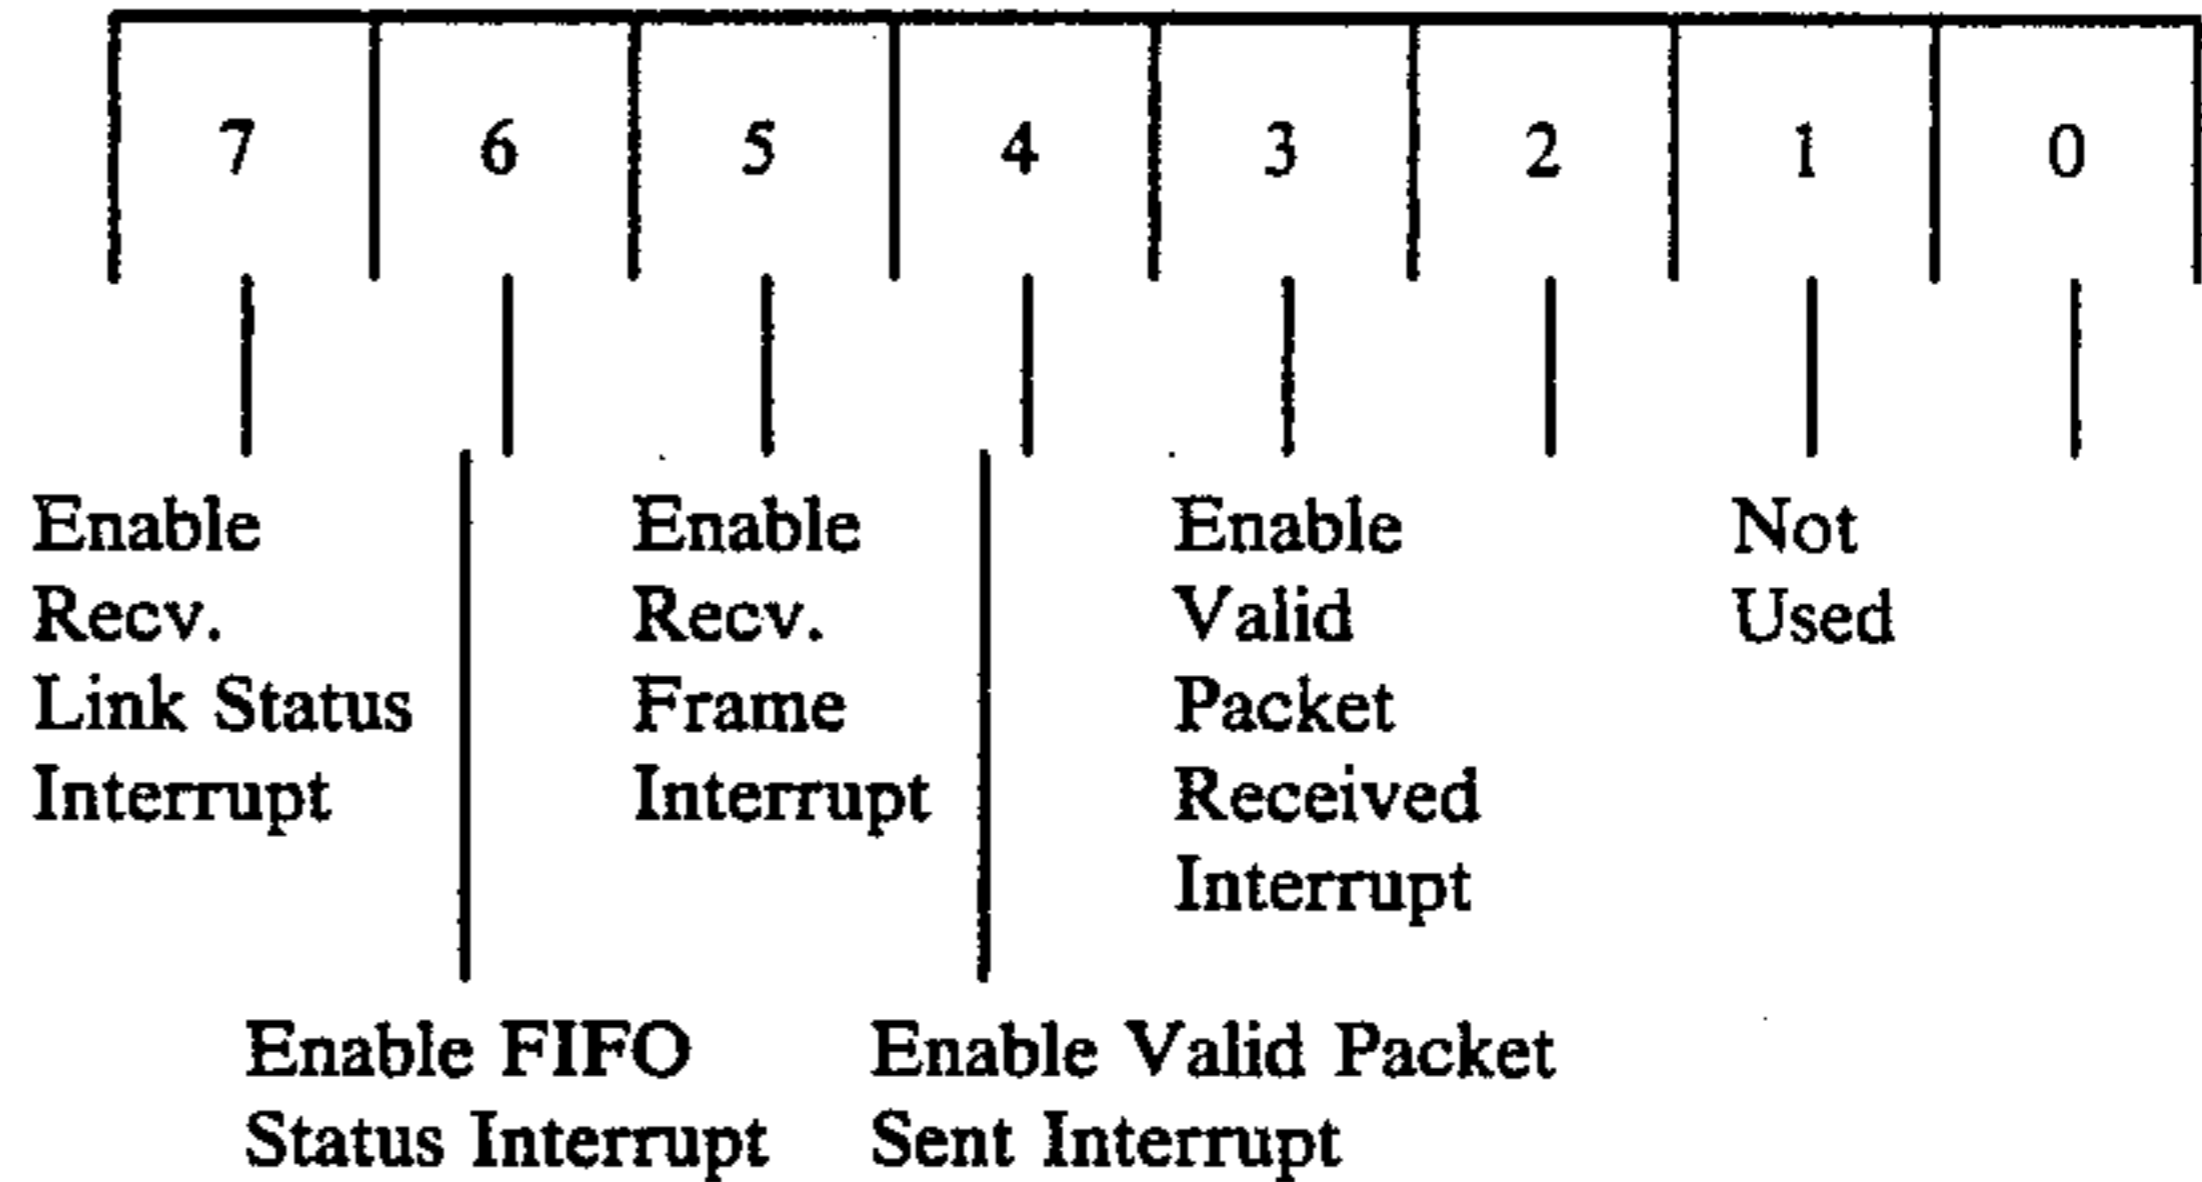 7 6 5 4 3 2 1 0
Enable
Recv.
Link Status
Interrupt
Enable
Recv.
Frame
Interrupt
Enable
Valid
Packet
Received
Interrupt
Not
Used
Enable FIFO
Status Interrupt
Enable Valid Packet
Sent Interrupt